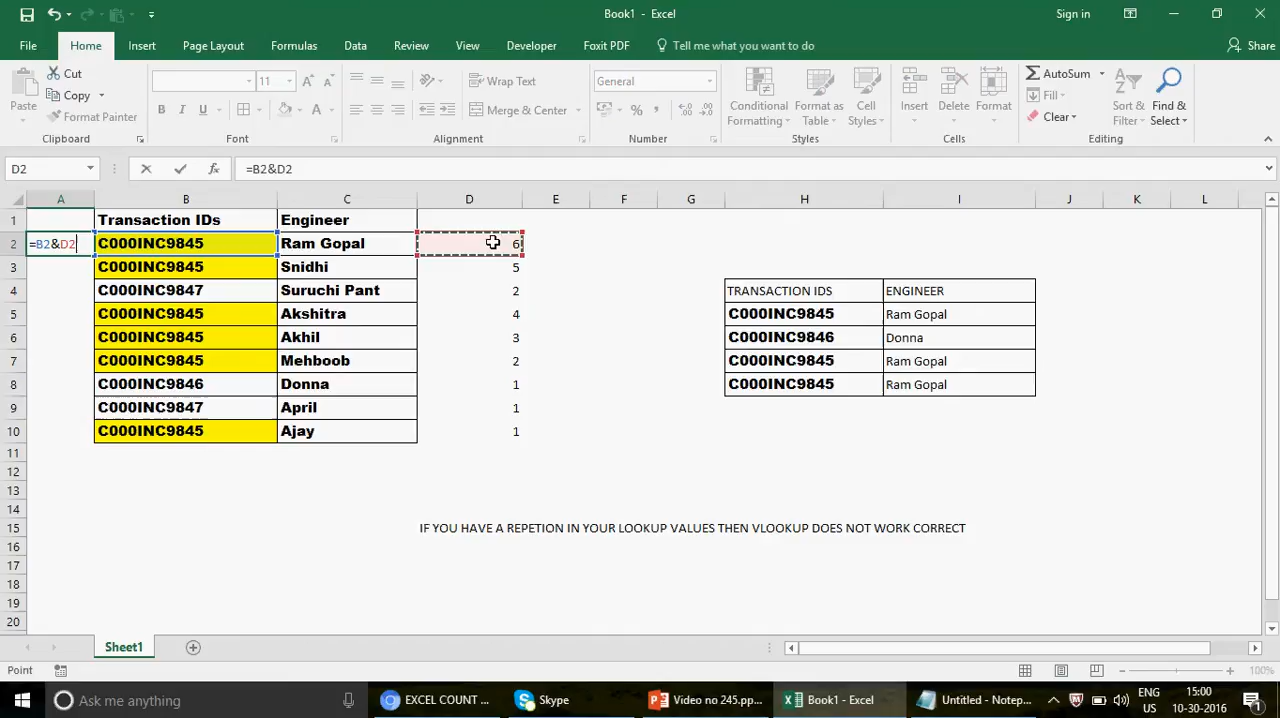 Book1 - Excel
Sign in
File Home Insert Page Layout Formulas Data Review View Developer Foxit PDF Tell me what you want to do Share
Paste
Cut
Copy
Format Painter
Clipboard
11 A A
B I U A
Font
Wrap Text
Merge & Center
Alignment
General
% ,
Number
Conditional Formatting
Format as Table
Cell Styles
Styles
Insert Delete Format
Cells
AutoSum
Fill
Clear
Sort & Filter
Find & Select
Editing
D2 fx =B2&D2
A B C D E F G H I J K L
1 Transaction IDs Engineer
2 =B2&D2 C000INC9845 Ram Gopal 6
3 C000INC9845 Snidhi 5
4 C000INC9847 Suruchi Pant 2 TRANSACTION IDS ENGINEER
5 C000INC9845 Akshitra 4 C000INC9845 Ram Gopal
6 C000INC9845 Akhil 3 C000INC9846 Donna
7 C000INC9845 Mehboob 2 C000INC9845 Ram Gopal
8 C000INC9846 Donna 1 C000INC9845 Ram Gopal
9 C000INC9847 April 1
10 C000INC9845 Ajay 1
11
12
13
14
15 IF YOU HAVE A REPETION IN YOUR LOOKUP VALUES THEN VLOOKUP DOES NOT WORK CORRECT
16
17
18
19
20
Sheet1
Point
100%
Ask me anything
EXCEL COUNT ...
Skype
Video no 245.pp...
Book1 - Excel
Untitled - Notep...
ENG
15:00
10-30-2016
1